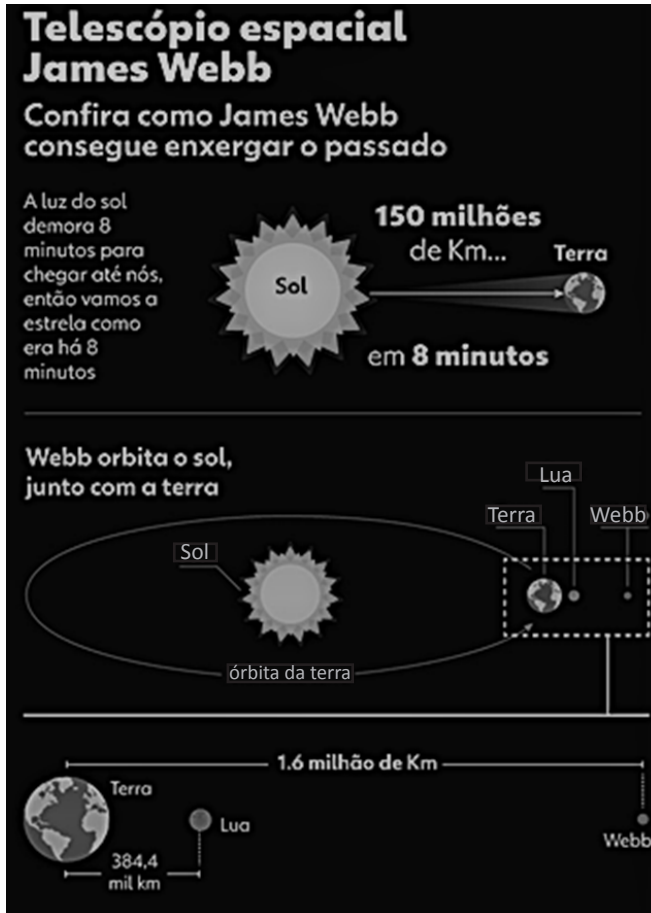 Telescópio espacial
James Webb
Confira como James Webb
consegue enxergar o passado
A luz do sol
demora 8
minutos para
chegar até nós,
então vamos a
estrela como
era há 8
minutos
Sol
150 milhões
de Km...
Terra
em 8 minutos
Webb orbita o sol,
junto com a terra
Lua
Terra
Webb
Sol
órbita da terra
1.6 milhão de Km
Terra
Lua
Webb
384,4
mil km